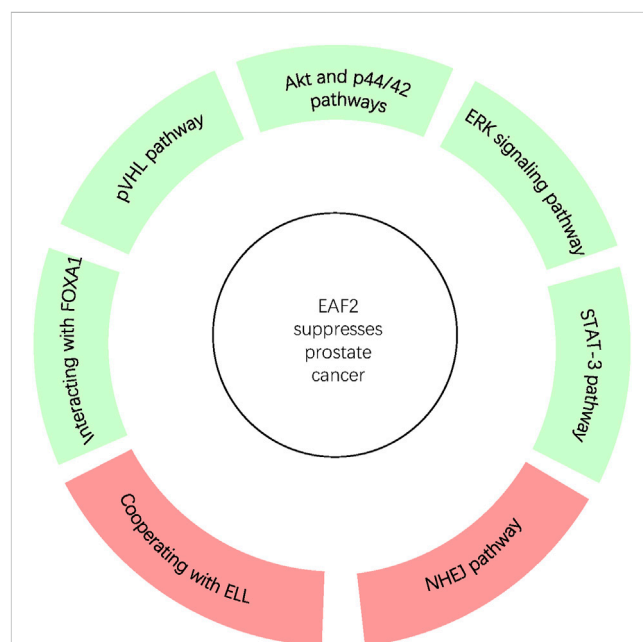 Akt and p44/42
pathways
ERK signaling pathway
STAT-3 pathway
NHEJ pathway
Cooperating with ELL
Interacting with FOXA1
pVHL pathway
EAF2
suppresses
prostate
cancer